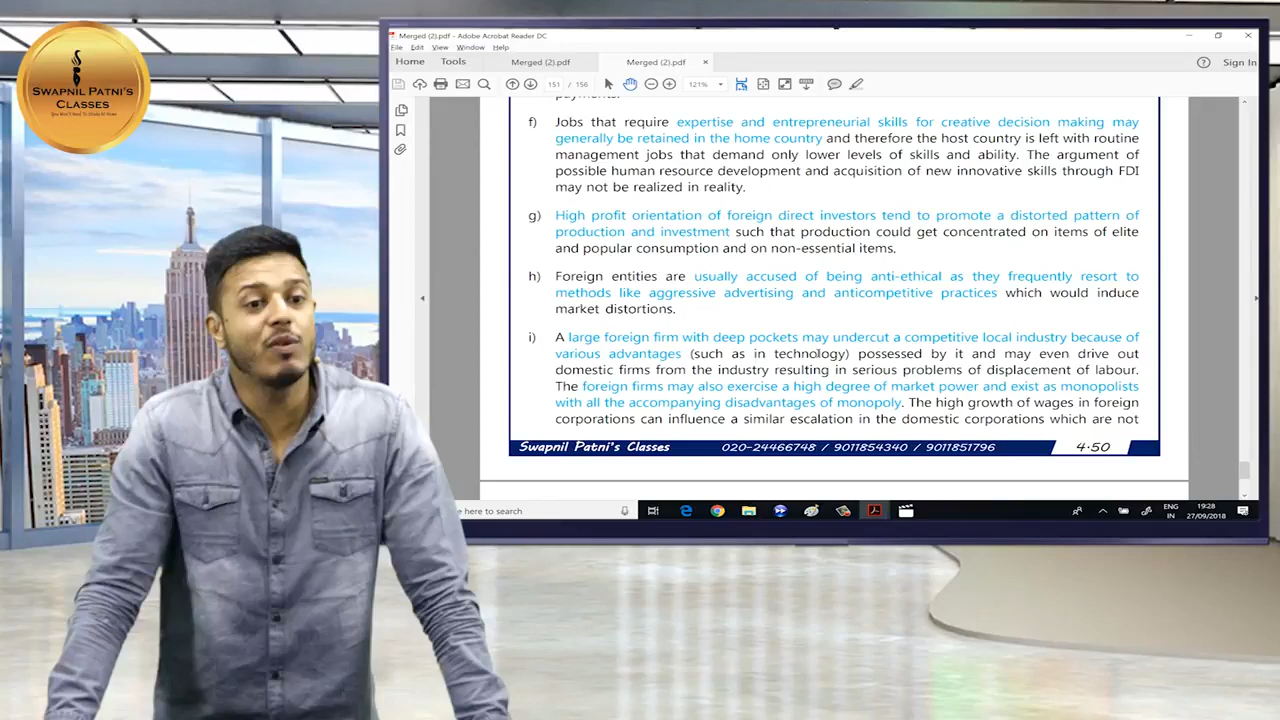 SWAPNIL PATNI'S
CLASSES
Merged (2).pdf - Adobe Acrobat Reader DC
File Edit View Window Help
Home Tools Merged (2).pdf Merged (2).pdf × Sign In
151 / 156 121%
payments.
f) Jobs that require expertise and entrepreneurial skills for creative decision making may
generally be retained in the home country and therefore the host country is left with routine
management jobs that demand only lower levels of skills and ability. The argument of
possible human resource development and acquisition of new innovative skills through FDI
may not be realized in reality.
g) High profit orientation of foreign direct investors tend to promote a distorted pattern of
production and investment such that production could get concentrated on items of elite
and popular consumption and on non-essential items.
h) Foreign entities are usually accused of being anti-ethical as they frequently resort to
methods like aggressive advertising and anticompetitive practices which would induce
market distortions.
i) A large foreign firm with deep pockets may undercut a competitive local industry because of
various advantages (such as in technology) possessed by it and may even drive out
domestic firms from the industry resulting in serious problems of displacement of labour.
The foreign firms may also exercise a high degree of market power and exist as monopolists
with all the accompanying disadvantages of monopoly. The high growth of wages in foreign
corporations can influence a similar escalation in the domestic corporations which are not
Swapnil Patni's Classes 020-24466748 / 9011854340 / 9011851796 4.50
here to search
ENG
IN
19:28
27/09/2018